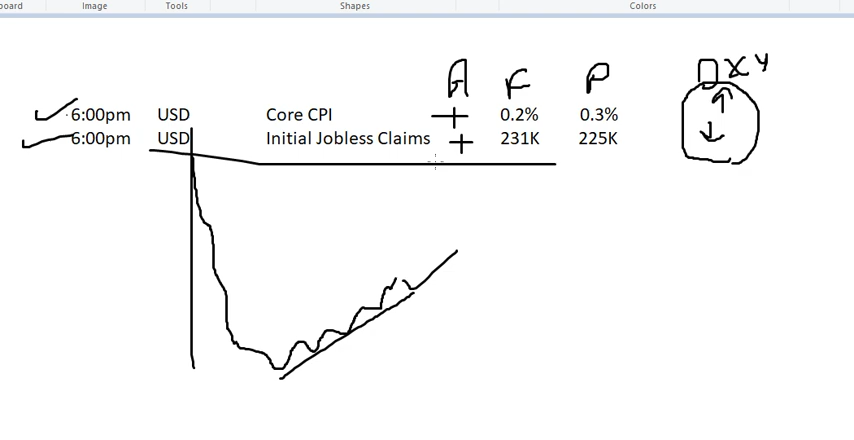 board Image Tools Shapes Colors
A F P DXY
6:00pm USD Core CPI + 0.2% 0.3% ↑
6:00pm USD Initial Jobless Claims + 231K 225K ↓